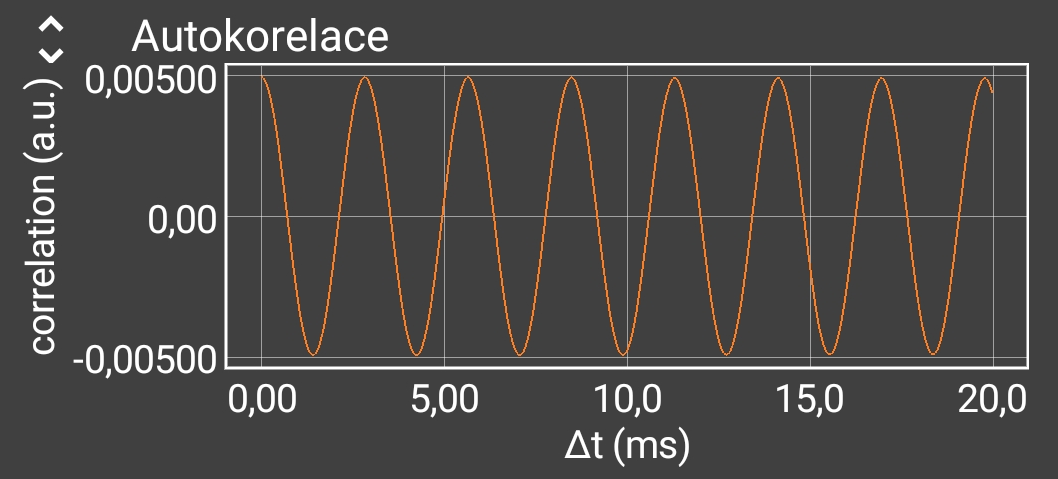 Autokorelace
correlation (a.u.)
0,00500
0,00
-0,00500
0,00 5,00 10,0 15,0 20,0
Δt (ms)